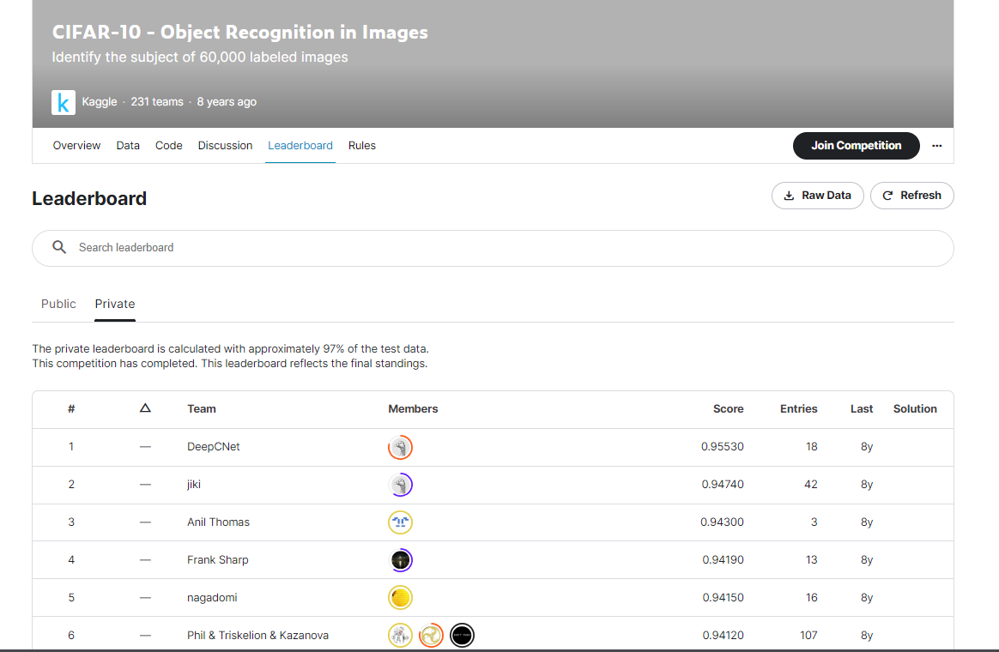 CIFAR-10 - Object Recognition in Images
Identify the subject of 60,000 labeled images
k Kaggle · 231 teams · 8 years ago
Overview Data Code Discussion Leaderboard Rules Join Competition ...
Leaderboard Raw Data Refresh
Search leaderboard
Public Private
The private leaderboard is calculated with approximately 97% of the test data.
This competition has completed. This leaderboard reflects the final standings.
# △ Team Members Score Entries Last Solution
1 — DeepCNet 0.95530 18 8y
2 — jiki 0.94740 42 8y
3 — Anil Thomas 0.94300 3 8y
4 — Frank Sharp 0.94190 13 8y
5 — nagadomi 0.94150 16 8y
6 — Phil & Triskelion & Kazanova 0.94120 107 8y